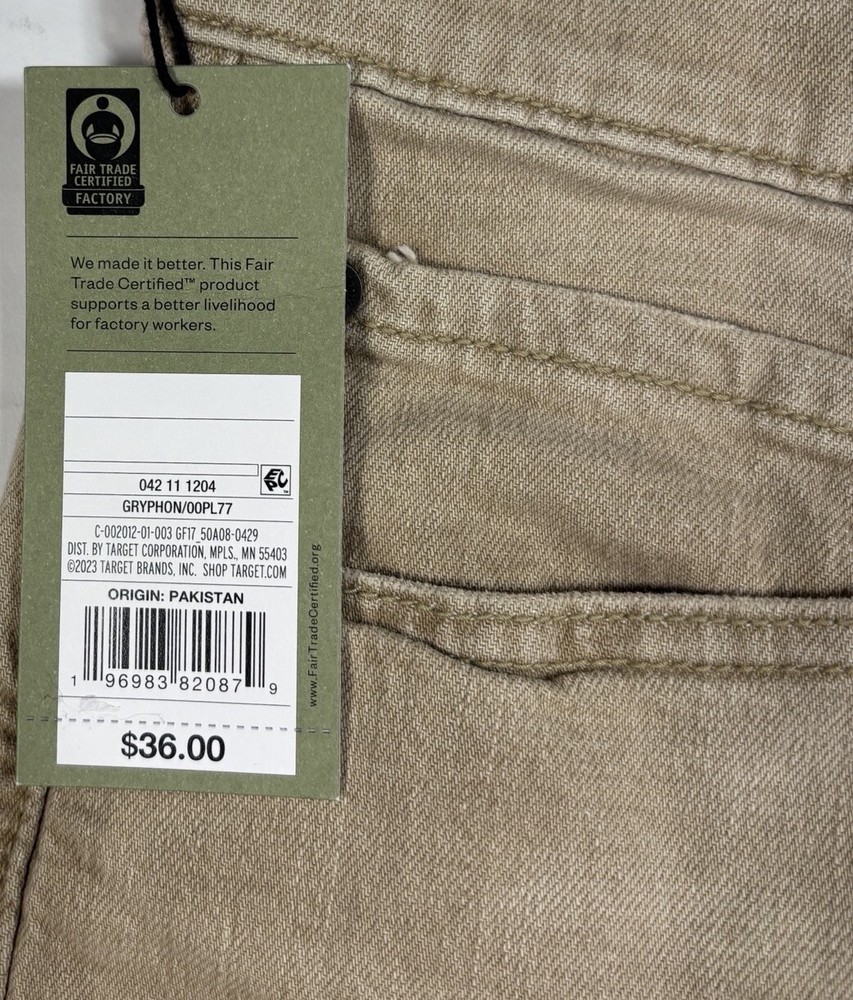 FAIR TRADE
CERTIFIED
FACTORY
We made it better. This Fair
Trade Certified™ product
supports a better livelihood
for factory workers.
EPC™
042 11 1204
GRYPHON/00PL77
C-002012-01-003 GF17_50A08-0429
DIST. BY TARGET CORPORATION, MPLS., MN 55403
©2023 TARGET BRANDS, INC. SHOP TARGET.COM
ORIGIN: PAKISTAN
1 96983 82087 9
$36.00
www.FairTradeCertified.org